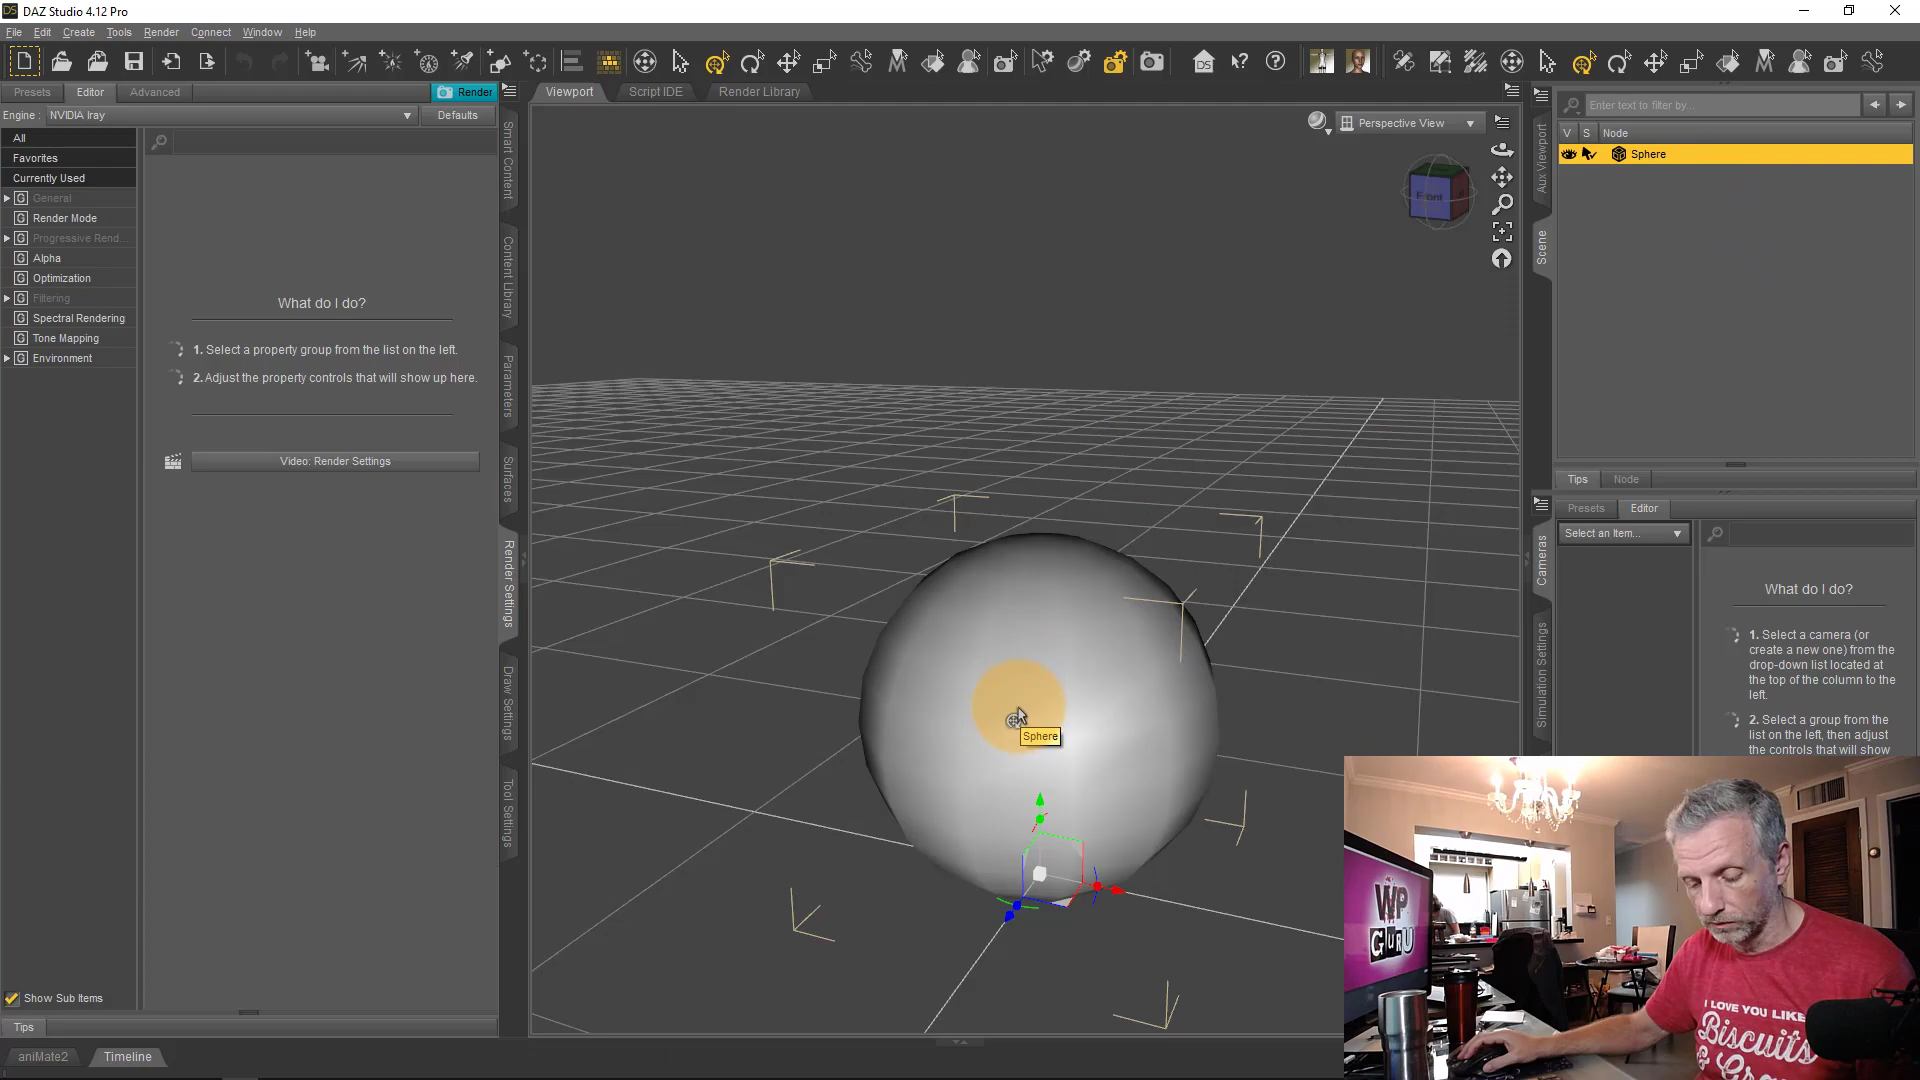 DAZ Studio 4.12 Pro
File Edit Create Tools Render Connect Window Help
Presets Editor Advanced Render
Engine : NVIDIA Iray Defaults
All
Favorites
Currently Used
General
Render Mode
Progressive Rend...
Alpha
Optimization
Filtering
Spectral Rendering
Tone Mapping
Environment
What do I do?
1. Select a property group from the list on the left.
2. Adjust the property controls that will show up here.
Video: Render Settings
Show Sub Items
Tips
aniMate2 Timeline
Smart Content
Content Library
Parameters
Surfaces
Render Settings
Draw Settings
Tool Settings
Viewport Script IDE Render Library
Perspective View
Front
Sphere
Aux Viewport
Scene
Enter text to filter by...
V S Node
Sphere
Tips Node
Cameras
Simulation Settings
Presets Editor
Select an Item...
What do I do?
1. Select a camera (or
create a new one) from the
drop-down list located at
the top of the column to the
left.
2. Select a group from the
list on the left, then adjust
the controls that will show
WP
GURU
I LOVE YOU LIKE
Biscuits
&